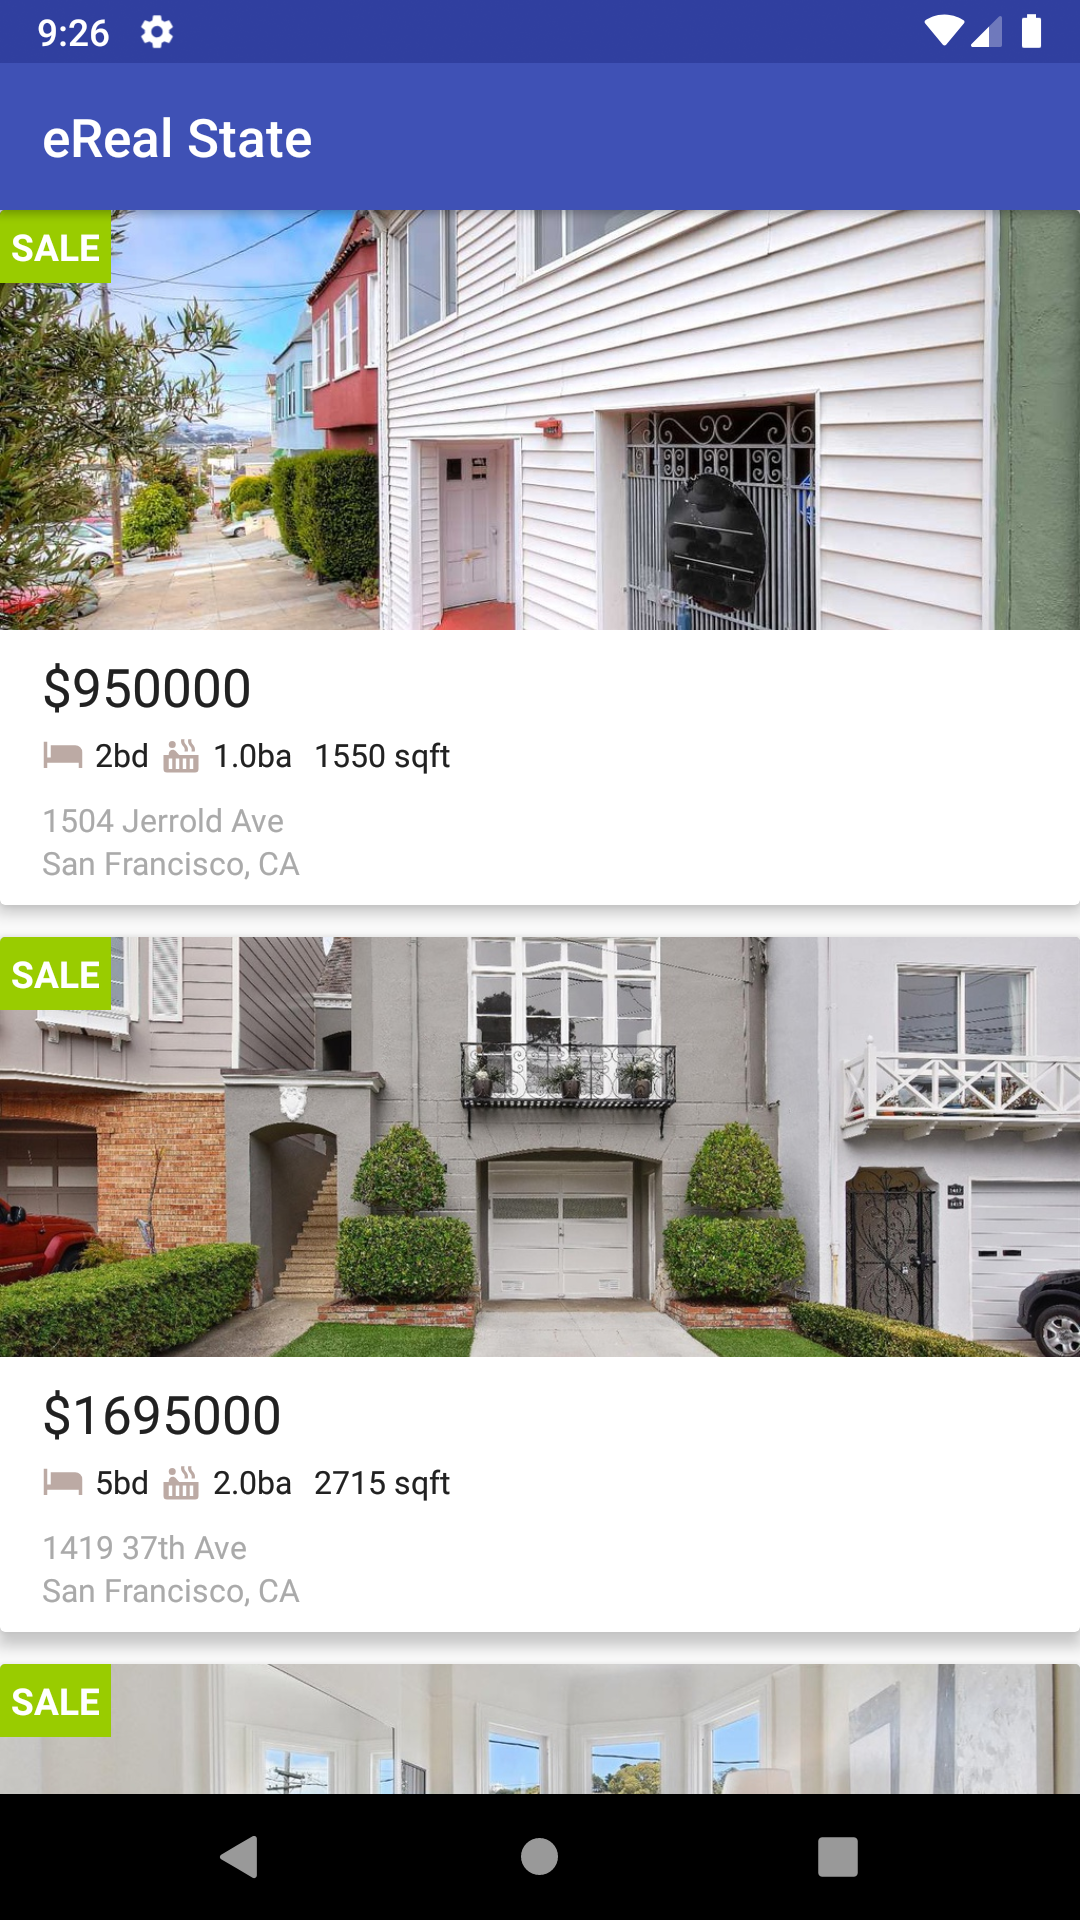 9:26
eReal State
SALE
$950000
2bd 1.0ba 1550 sqft
1504 Jerrold Ave
San Francisco, CA
SALE
$1695000
5bd 2.0ba 2715 sqft
1419 37th Ave
San Francisco, CA
SALE